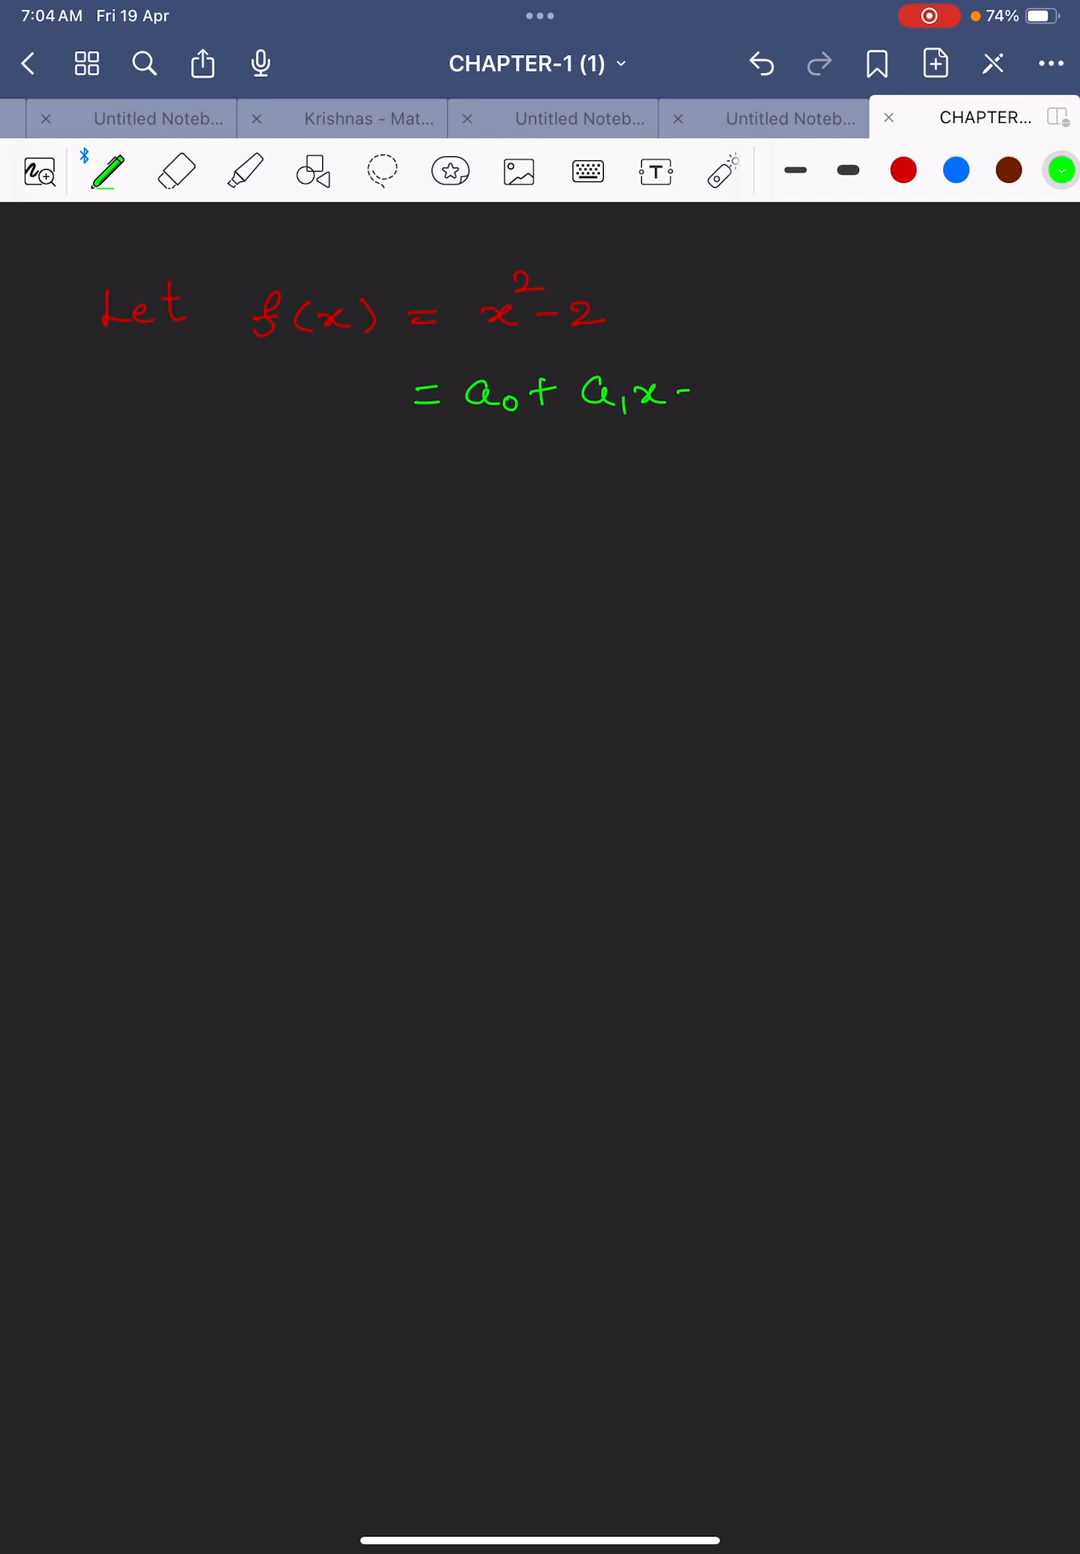 7:04 AM Fri 19 Apr
74%
CHAPTER-1 (1)
Untitled Noteb... Krishnas - Mat... Untitled Noteb... Untitled Noteb... CHAPTER...
T
Let f(x) = x² - 2
= a₀ + a₁x -